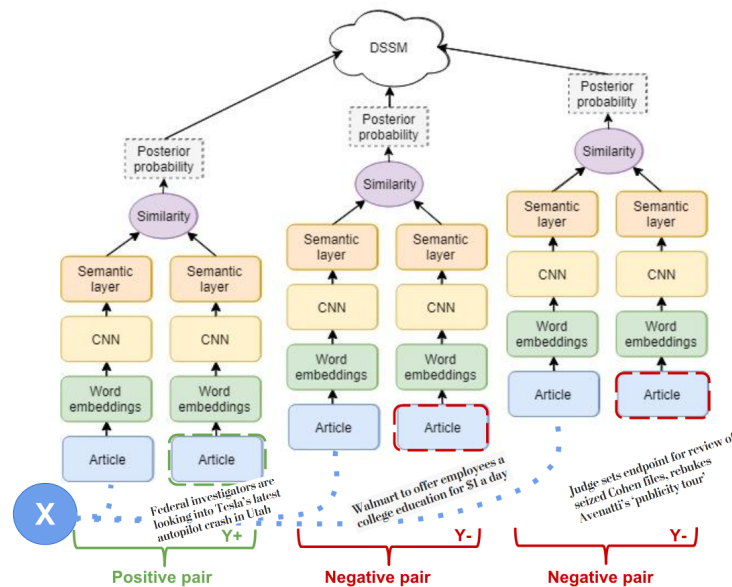 DSSM
Posterior
probability
Posterior
probability
Posterior
probability
Similarity
Similarity
Similarity
Semantic
layer
Semantic
layer
CNN
CNN
Word
embeddings
Word
embeddings
Article
Article
Semantic
layer
Semantic
layer
CNN
CNN
Word
embeddings
Word
embeddings
Article
Article
Semantic
layer
Semantic
layer
CNN
CNN
Word
embeddings
Word
embeddings
Article
Article
X
Federal investigators are
looking into Tesla's latest
autopilot crash in Utah
Y+
Positive pair
Walmart to offer employees a
college education for $1 a day
Y-
Negative pair
Judge sets endpoint for review of
seized Cohen files, rebukes
Avenatti's 'publicity tour'
Y-
Negative pair